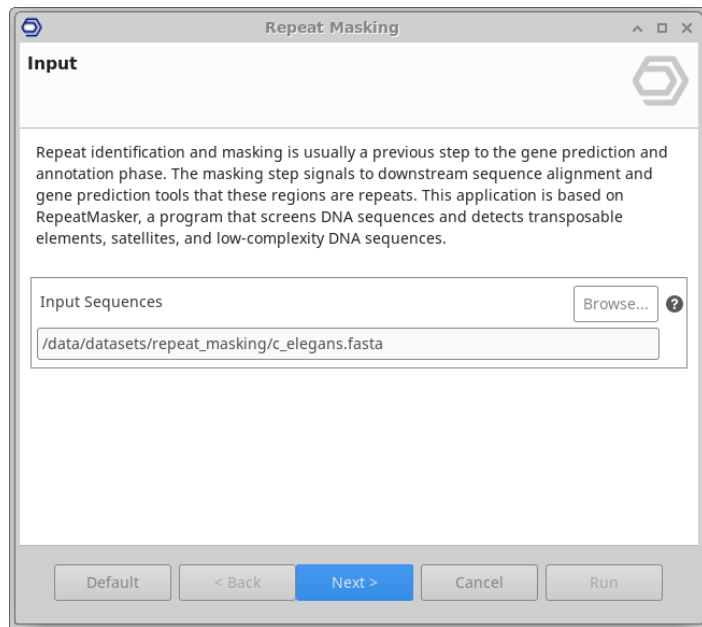 Repeat Masking
Input
Repeat identification and masking is usually a previous step to the gene prediction and
annotation phase. The masking step signals to downstream sequence alignment and
gene prediction tools that these regions are repeats. This application is based on
RepeatMasker, a program that screens DNA sequences and detects transposable
elements, satellites, and low-complexity DNA sequences.
Input Sequences
Browse...
?
/data/datasets/repeat_masking/c_elegans.fasta
Default
< Back
Next >
Cancel
Run